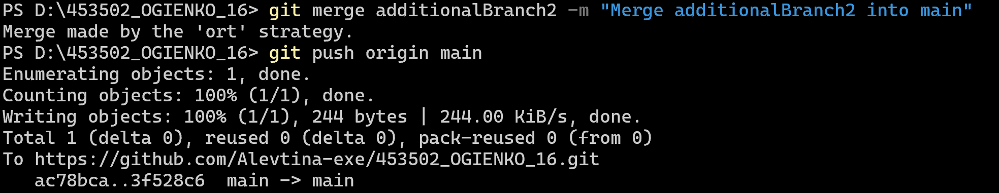 PS D:\453502_OGIENKO_16> git merge additionalBranch2 -m "Merge additionalBranch2 into main"
Merge made by the 'ort' strategy.
PS D:\453502_OGIENKO_16> git push origin main
Enumerating objects: 1, done.
Counting objects: 100% (1/1), done.
Writing objects: 100% (1/1), 244 bytes | 244.00 KiB/s, done.
Total 1 (delta 0), reused 0 (delta 0), pack-reused 0 (from 0)
To https://github.com/Alevtina-exe/453502_OGIENKO_16.git
   ac78bca..3f528c6  main -> main